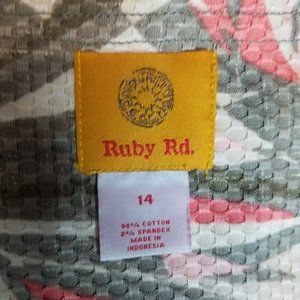 Ruby Rd.
14
98% COTTON
2% SPANDEX
MADE IN
INDONESIA